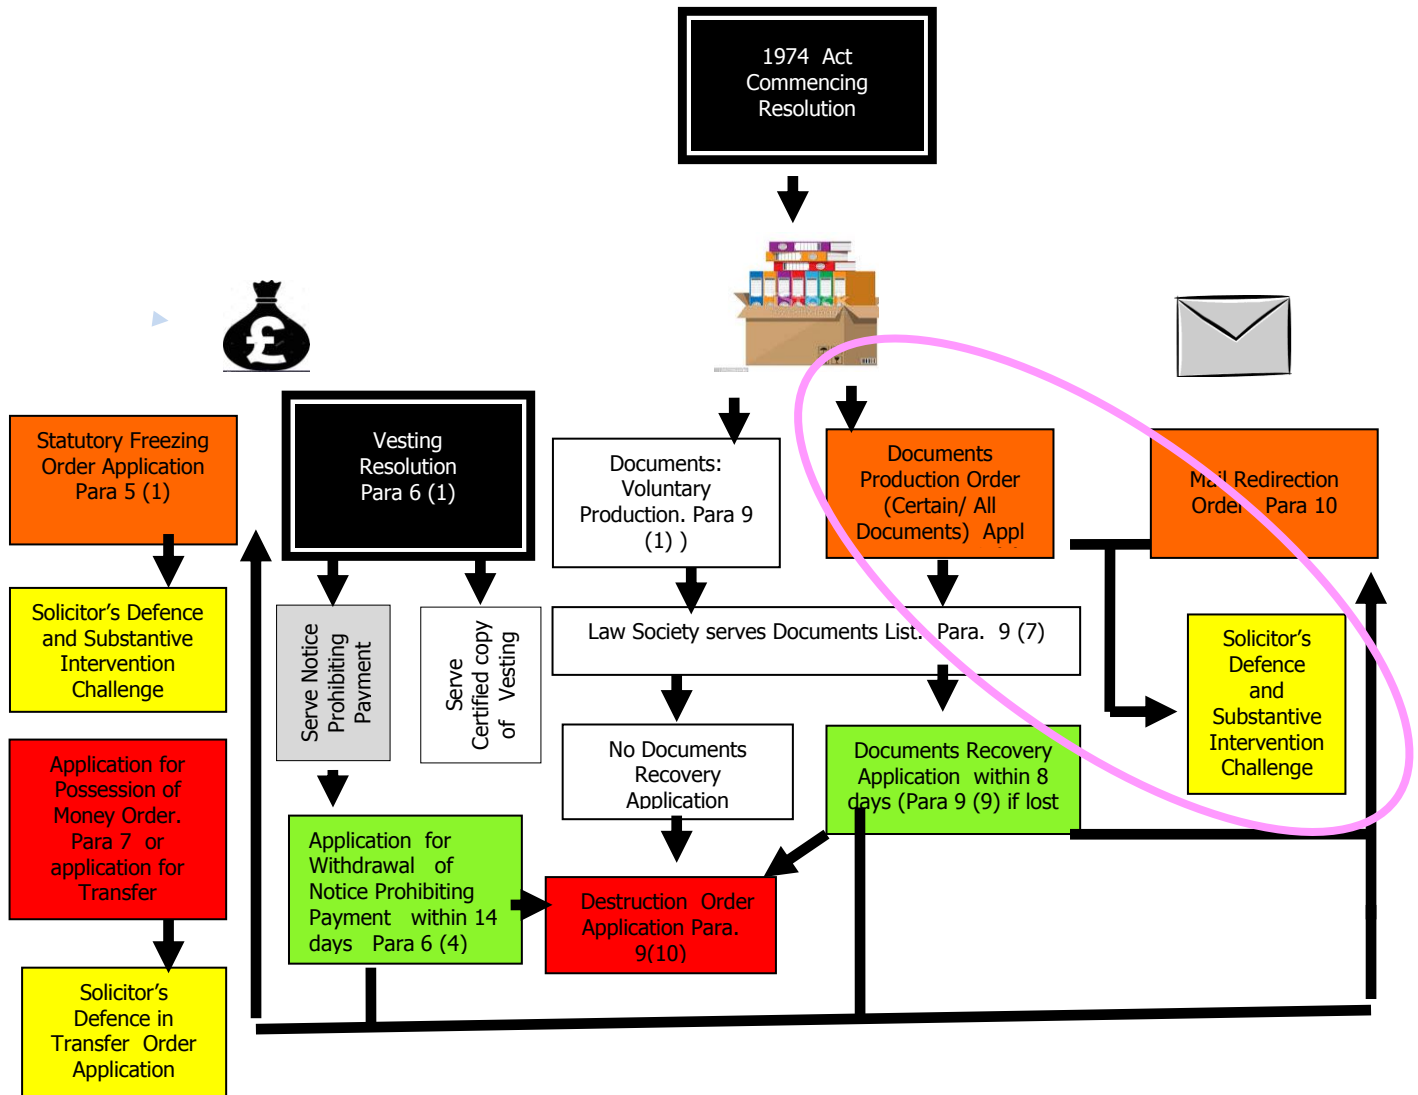 1974 Act
Commencing
Resolution
£
Statutory Freezing
Order Application
Para 5 (1)
Vesting
Resolution
Para 6 (1)
Documents:
Voluntary
Production. Para 9
(1) )
Documents
Production Order
(Certain/ All
Documents) Appl
Mail Redirection
Order Para 10
Solicitor's Defence
and Substantive
Intervention
Challenge
Serve Notice
Prohibiting
Payment
Serve
Certified copy
of Vesting
Law Society serves Documents List. Para. 9 (7)
Solicitor's
Defence
and
Substantive
Intervention
Challenge
Application for
Possession of
Money Order.
Para 7 or
application for
Transfer
No Documents
Recovery
Application
Documents Recovery
Application within 8
days (Para 9 (9) if lost
Application for
Withdrawal of
Notice Prohibiting
Payment within 14
days Para 6 (4)
Destruction Order
Application Para.
9(10)
Solicitor's
Defence in
Transfer Order
Application